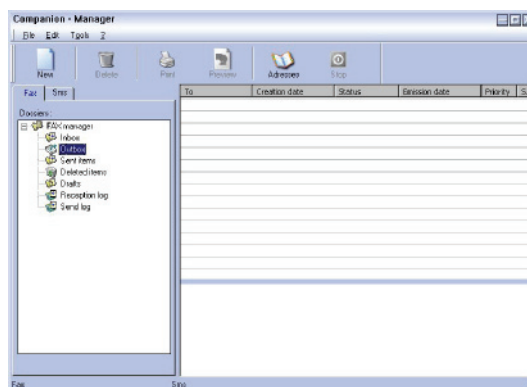 Companion - Manager
File Edit Tools ?
New Delete Print Preview Adresses Stop
Fax Sms
To Creation date Status Emission date Priority S
Dossiers:
FAX manager
Inbox
Outbox
Sent items
Deleted items
Drafts
Reception log
Send log
Fax Sms